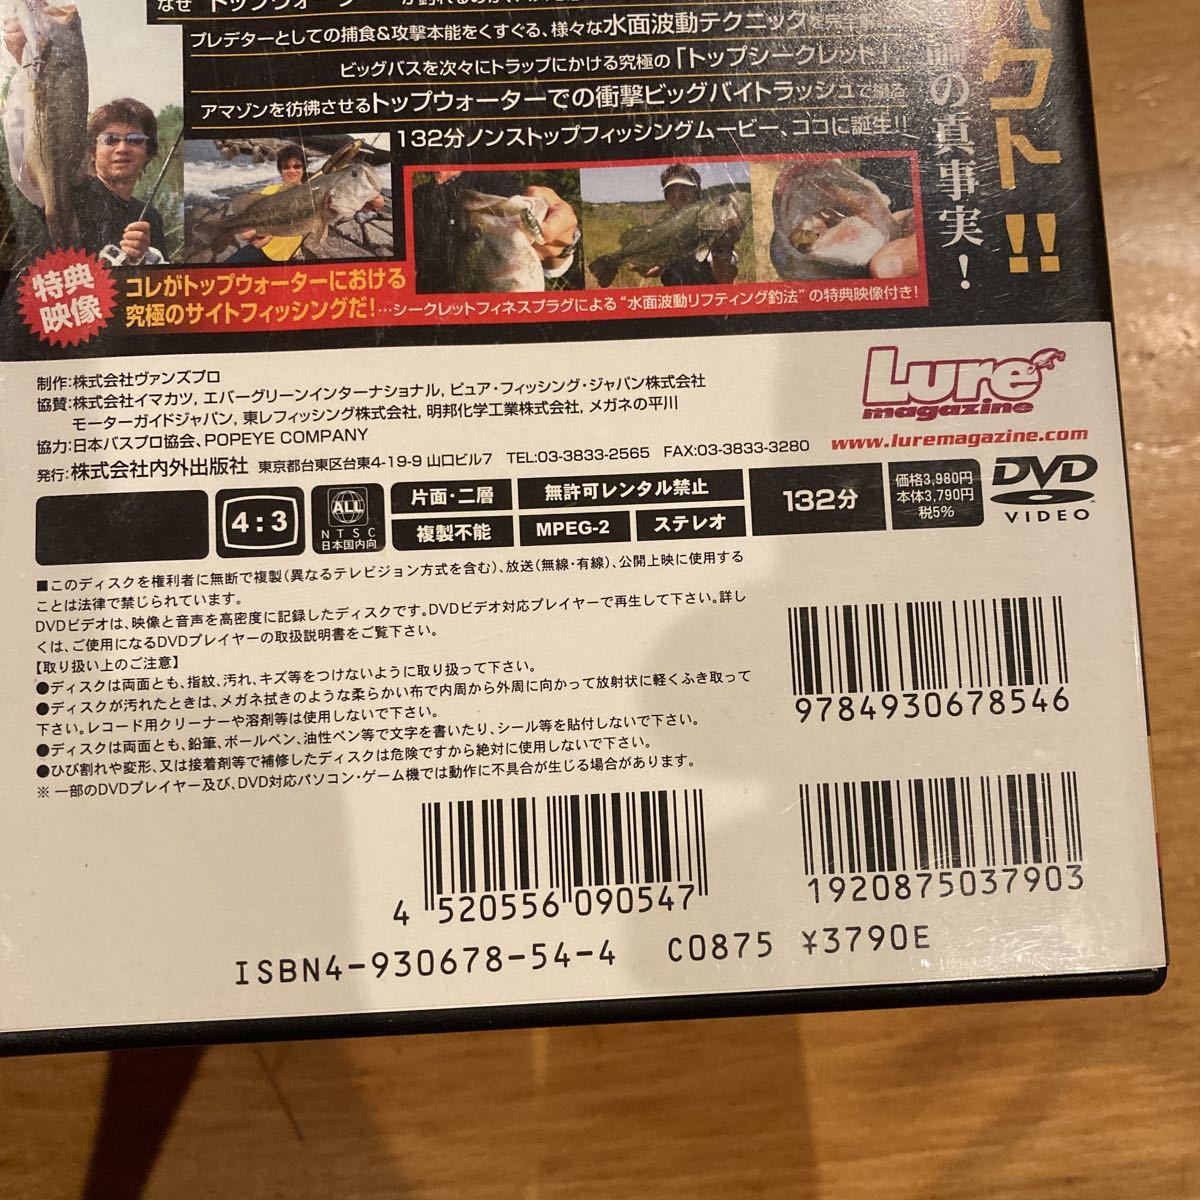 なぜ
プレデターとしての捕食&攻撃本能をくすぐる、様々な水面波動テクニックを完
ビッグバスを次々にトラップにかける究極の「トップシークレット」
アマゾンを彷彿させるトップウォーターでの衝撃ビッグバイトラッシュで綴る
132分ノンストップフィッシングムービー、ココに誕生!!
クト!!
の真事実!
特典
映像
コレがトップウォーターにおける
究極のサイトフィッシングだ!…シークレットフィネスプラグによる“水面波動リフティング釣法”の特典映像付き!
制作:株式会社ヴァンズプロ
協賛:株式会社イマカツ, エバーグリーンインターナショナル, ピュア・フィッシング・ジャパン株式会社
モーターガイドジャパン, 東レフィッシング株式会社, 明邦化学工業株式会社, メガネの平川
協力:日本バスプロ協会、POPEYE COMPANY
発行:株式会社内外出版社 東京都台東区台東4-19-9 山口ビル7 TEL:03-3833-2565 FAX:03-3833-3280
Lure
magazine
www.luremagazine.com
4:3
ALL
NTSC
日本国内向
片面・二層
複製不能
無許可レンタル禁止
MPEG-2
ステレオ
132分
価格3,980円
本体3,790円
税5%
DVD
VIDEO
■このディスクを権利者に無断で複製(異なるテレビジョン方式を含む)、放送(無線・有線)、公開上映に使用する
ことは法律で禁じられています。
DVDビデオは、映像と音声を高密度に記録したディスクです。DVDビデオ対応プレイヤーで再生して下さい。詳し
くは、ご使用になるDVDプレイヤーの取扱説明書をご覧下さい。
【取り扱い上のご注意】
●ディスクは両面とも、指紋、汚れ、キズ等をつけないように取り扱って下さい。
●ディスクが汚れたときは、メガネ拭きのような柔らかい布で内周から外周に向かって放射状に軽くふき取って
下さい。レコード用クリーナーや溶剤等は使用しないで下さい。
●ディスクは両面とも、鉛筆、ボールペン、油性ペン等で文字を書いたり、シール等を貼付しないで下さい。
●ひび割れや変形、又は接着剤等で補修したディスクは危険ですから絶対に使用しないで下さい。
※一部のDVDプレイヤー及び、DVD対応パソコン・ゲーム機では動作に不具合が生じる場合があります。
9784930678546
4 520556 090547
1920875037903
ISBN4-930678-54-4 C0875 ¥3790E